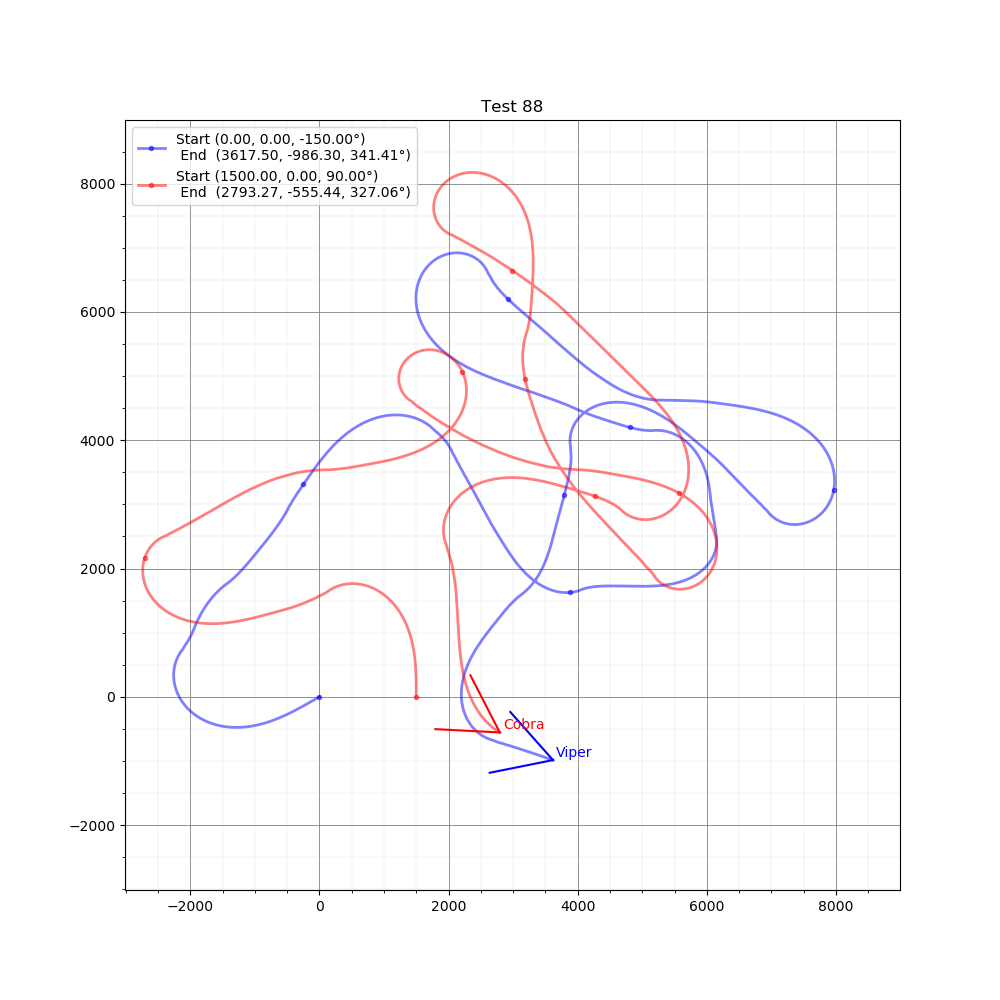 Test 88
Start (0.00, 0.00, -150.00°)
End  (3617.50, -986.30, 341.41°)
Start (1500.00, 0.00, 90.00°)
End  (2793.27, -555.44, 327.06°)
8000
6000
4000
2000
0
−2000
Cobra
Viper
−2000 0 2000 4000 6000 8000